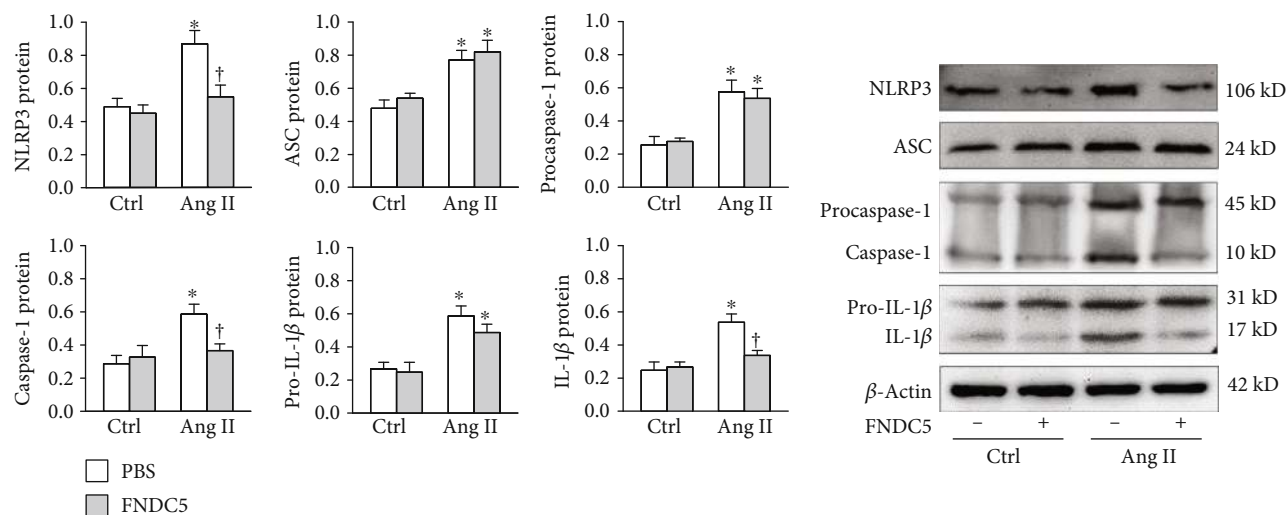 NLRP3 protein
1.0
0.8
0.6
0.4
0.2
0.0
*
†
Ctrl
Ang II
ASC protein
1.0
0.8
0.6
0.4
0.2
0.0
*
*
Ctrl
Ang II
Procaspase-1 protein
1.0
0.8
0.6
0.4
0.2
0.0
*
*
Ctrl
Ang II
Caspase-1 protein
1.0
0.8
0.6
0.4
0.2
0.0
*
†
Ctrl
Ang II
Pro-IL-1β protein
1.0
0.8
0.6
0.4
0.2
0.0
*
*
Ctrl
Ang II
IL-1β protein
1.0
0.8
0.6
0.4
0.2
0.0
*
†
Ctrl
Ang II
PBS
FNDC5
NLRP3 106 kD
ASC 24 kD
Procaspase-1 45 kD
Caspase-1 10 kD
Pro-IL-1β 31 kD
IL-1β 17 kD
β-Actin 42 kD
FNDC5 − + − +
Ctrl Ang II